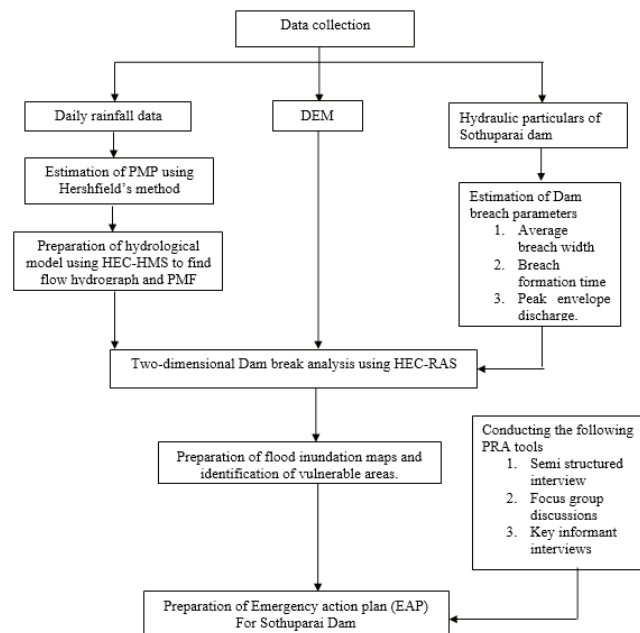 Data collection
Daily rainfall data
DEM
Hydraulic particulars of
Sothuparai dam
Estimation of PMP using
Hershfield's method
Estimation of Dam
breach parameters
1. Average
breach width
2. Breach
formation time
3. Peak envelope
discharge.
Preparation of hydrological
model using HEC-HMS to find
flow hydrograph and PMF
Two-dimensional Dam break analysis using HEC-RAS
Preparation of flood inundation maps and
identification of vulnerable areas.
Conducting the following
PRA tools
1. Semi structured
interview
2. Focus group
discussions
3. Key informant
interviews
Preparation of Emergency action plan (EAP)
For Sothuparai Dam